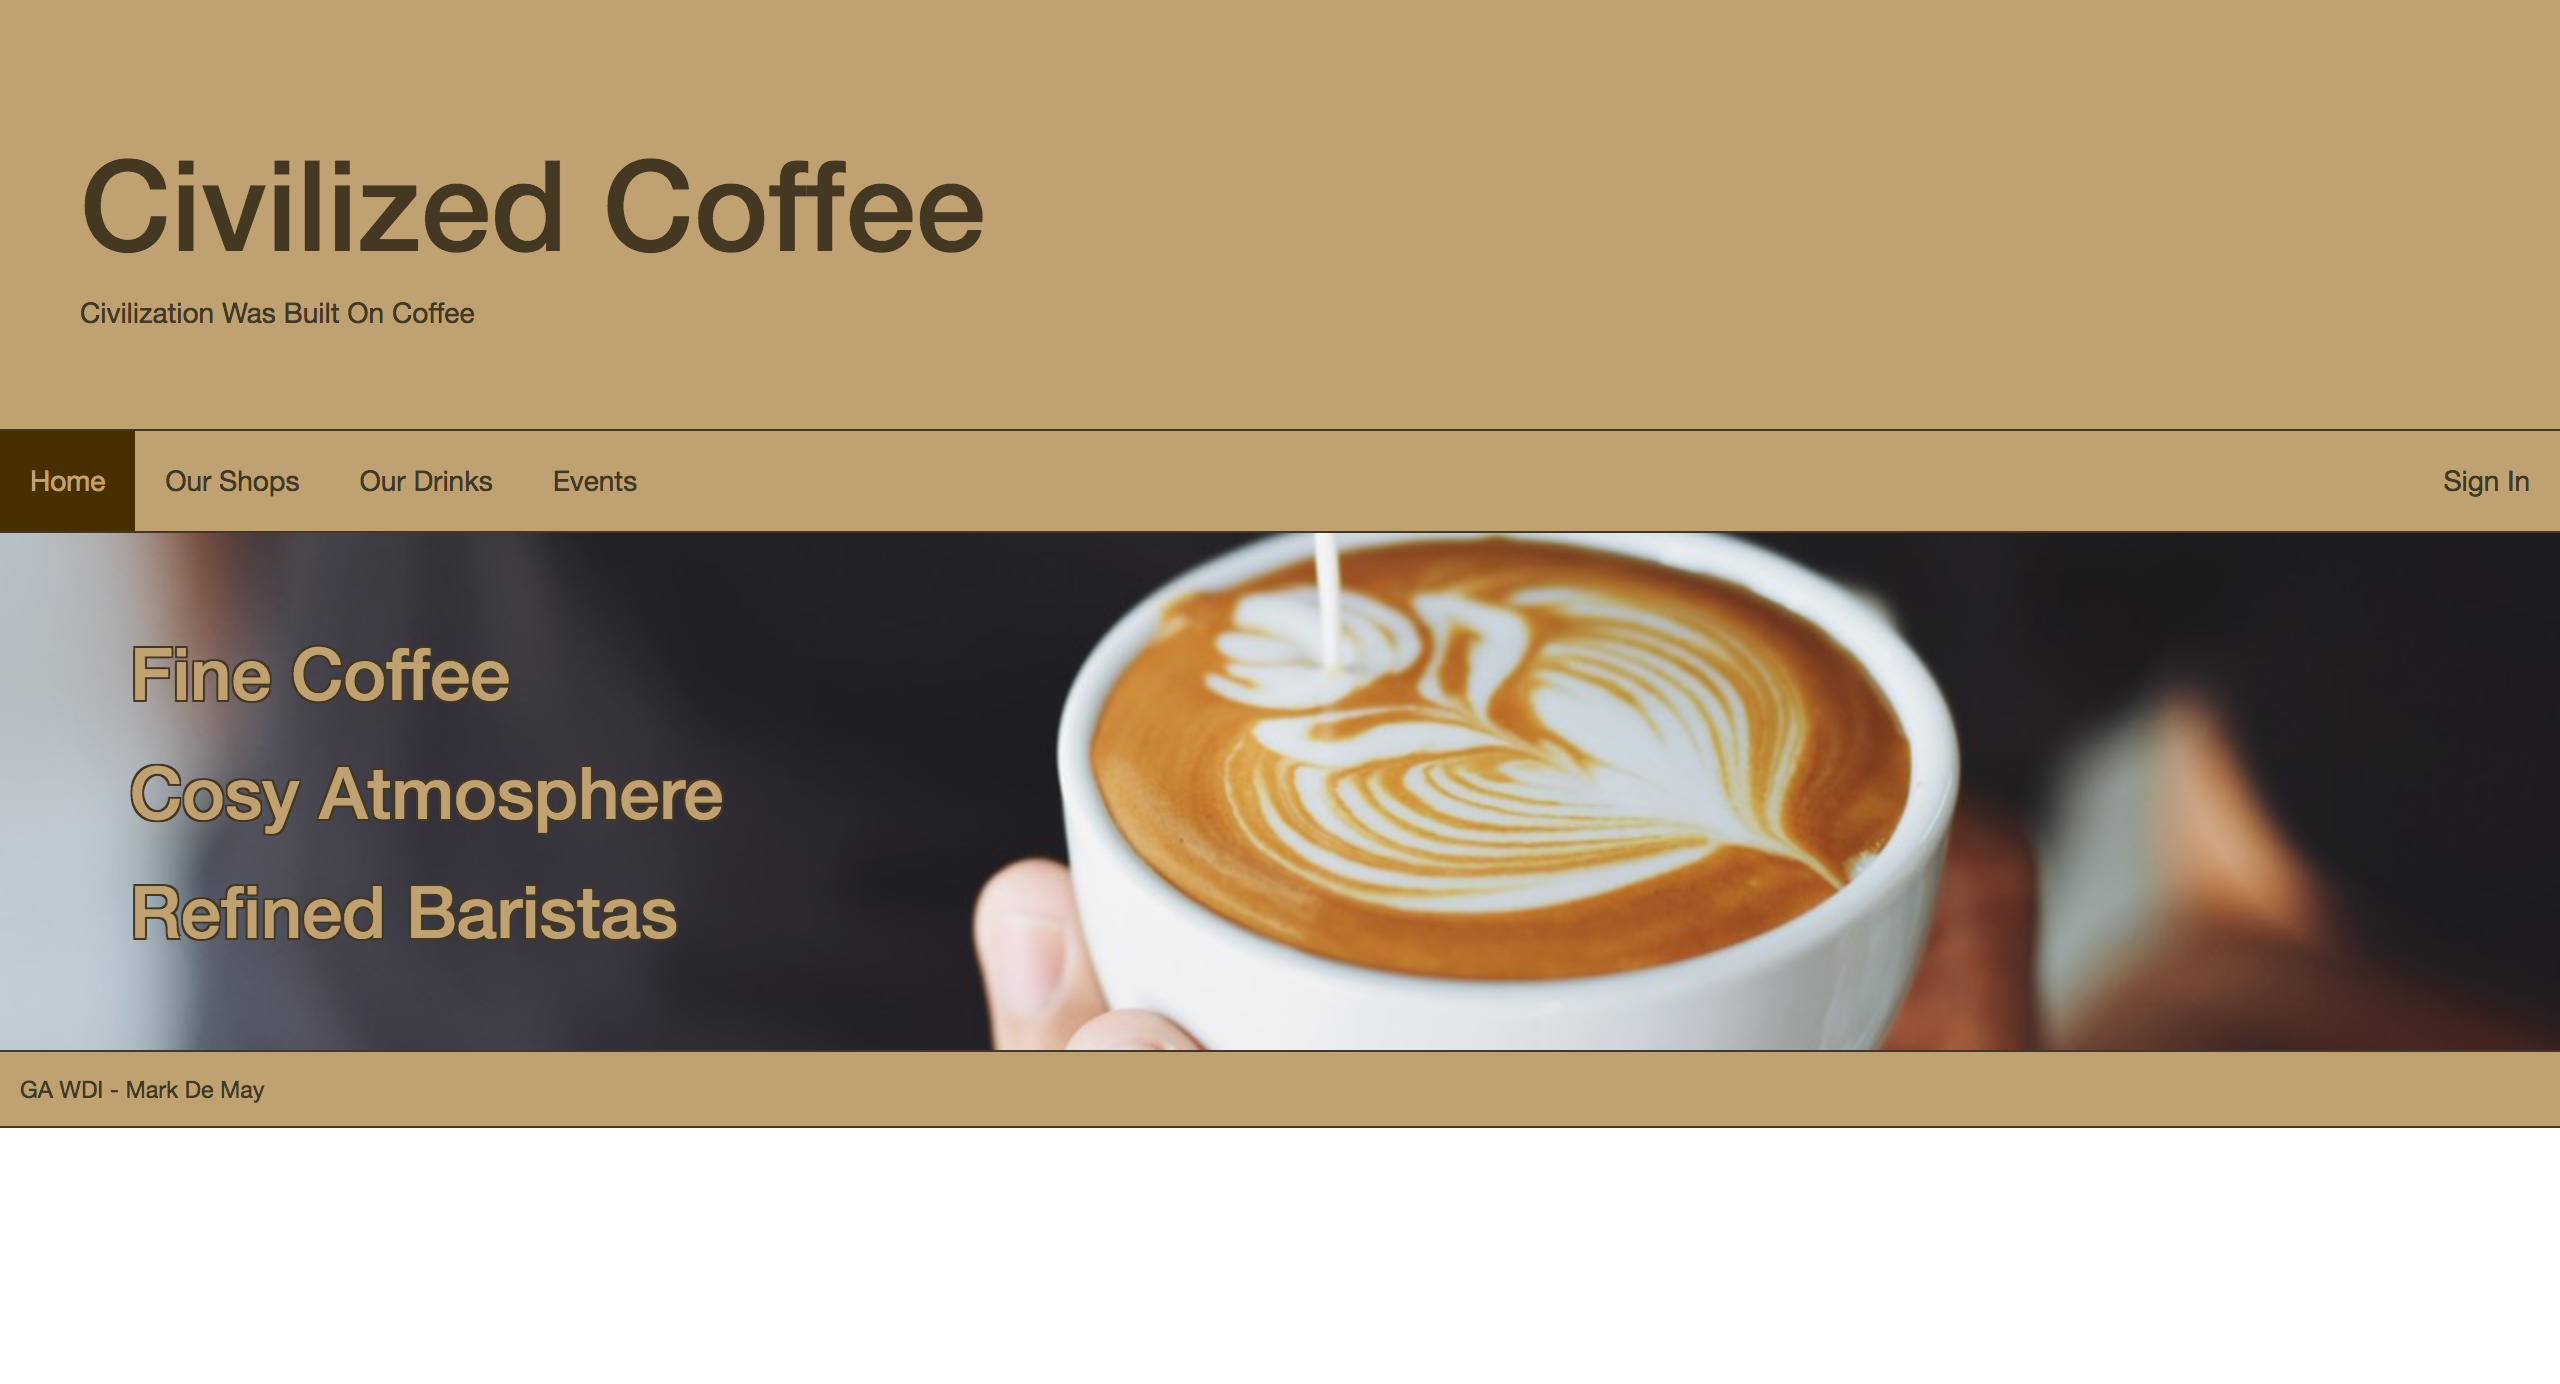 Civilized Coffee
Civilization Was Built On Coffee
Home Our Shops Our Drinks Events Sign In
Fine Coffee
Cosy Atmosphere
Refined Baristas
GA WDI - Mark De May